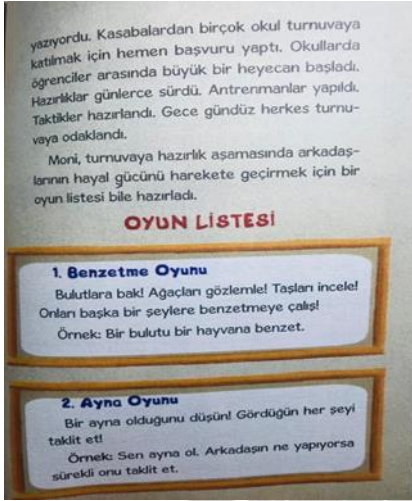 yazıyordu. Kasabalardan birçok okul turnuvaya
katılmak için hemen başvuru yaptı. Okullarda
öğrenciler arasında büyük bir heyecan başladı.
Hazırlıklar günlerce sürdü. Antrenmanlar yapıldı.
Taktikler hazırlandı. Gece gündüz herkes turnu-
vaya odaklandı.
Moni, turnuvaya hazırlık aşamasında arkadaş-
larının hayal gücünü harekete geçirmek için bir
oyun listesi bile hazırladı.
OYUN LİSTESİ
1. Benzetme Oyunu
Bulutlara bak! Ağaçları gözlemle! Taşları incele!
Onları başka bir şeylere benzetmeye çalış!
Örnek: Bir bulutu bir hayvana benzet.
2. Ayna Oyunu
Bir ayna olduğunu düşün! Gördüğün her şeyi
taklit et!
Örnek: Sen ayna ol. Arkadaşın ne yapıyorsa
sürekli onu taklit et.